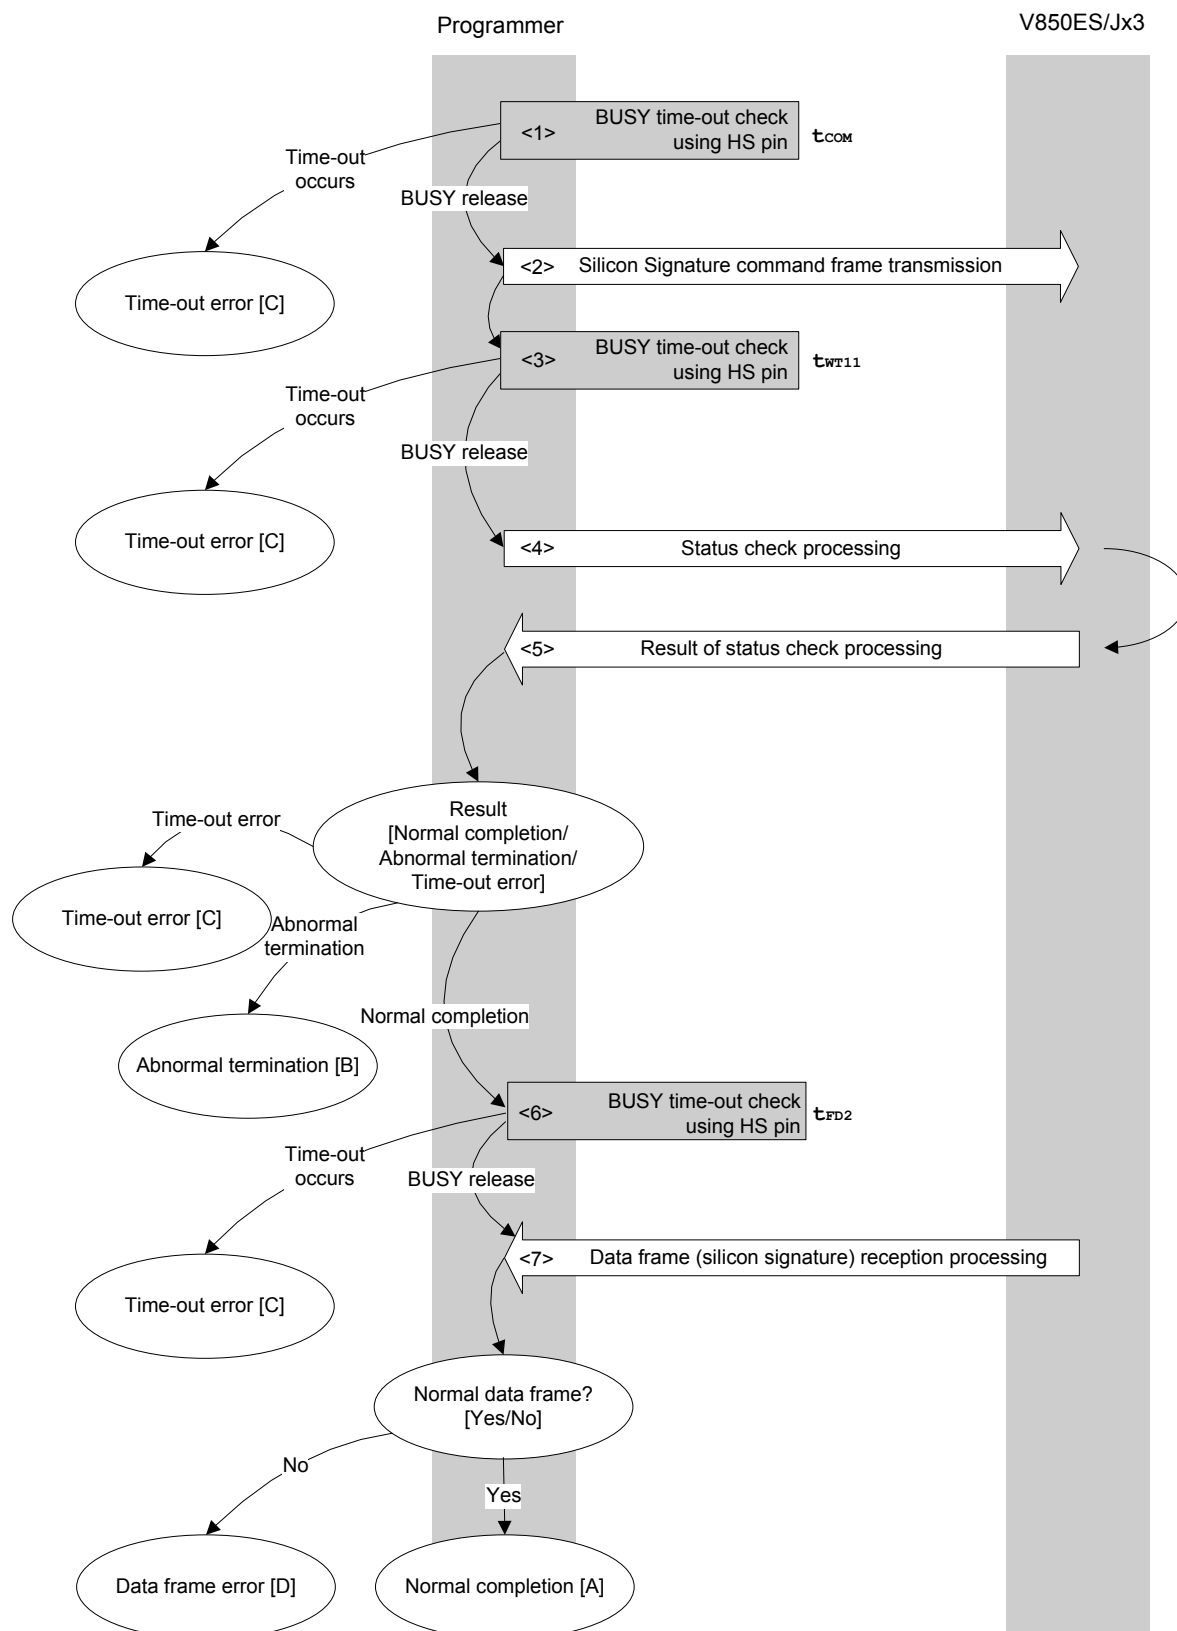 Programmer
V850ES/Jx3
<1>
BUSY time-out check
using HS pin
tCOM
Time-out
occurs
BUSY release
<2> Silicon Signature command frame transmission
Time-out error [C]
<3>
BUSY time-out check
using HS pin
tWT11
Time-out
occurs
BUSY release
<4> Status check processing
Time-out error [C]
<5> Result of status check processing
Result
[Normal completion/
Abnormal termination/
Time-out error]
Time-out error
Time-out error [C]
Abnormal
termination
Normal completion
Abnormal termination [B]
<6>
BUSY time-out check
using HS pin
tFD2
Time-out
occurs
BUSY release
<7> Data frame (silicon signature) reception processing
Time-out error [C]
Normal data frame?
[Yes/No]
No
Yes
Data frame error [D]
Normal completion [A]